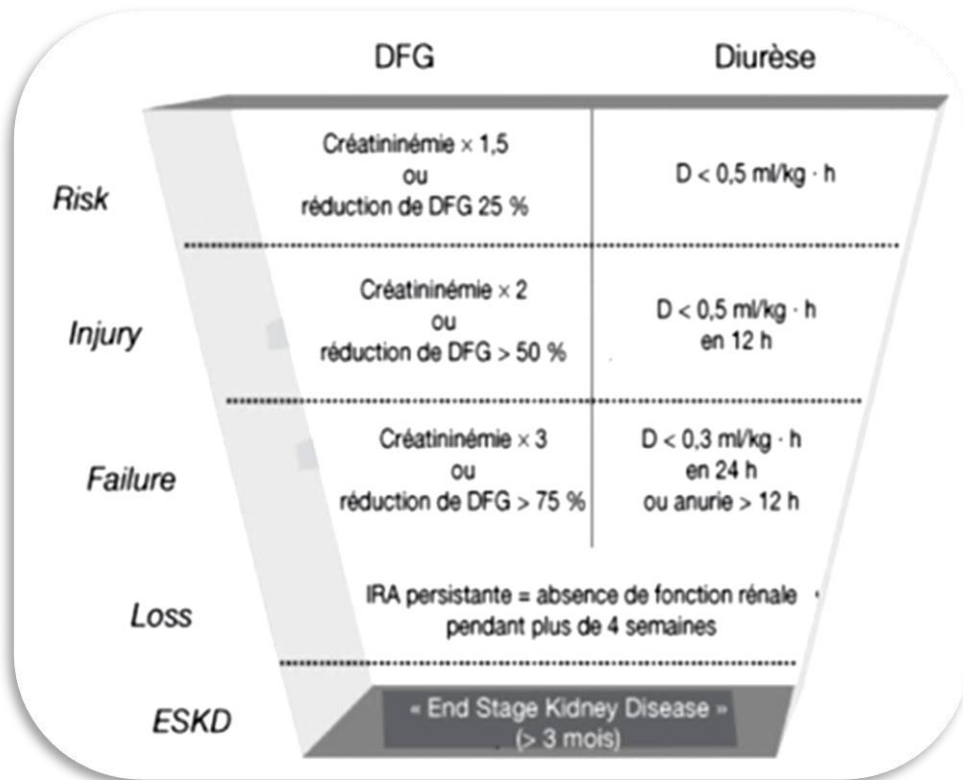 DFG
Diurèse
Risk
Créatininémie × 1,5
ou
réduction de DFG 25 %
D < 0,5 ml/kg · h
Injury
Créatininémie × 2
ou
réduction de DFG > 50 %
D < 0,5 ml/kg · h
en 12 h
Failure
Créatininémie × 3
ou
réduction de DFG > 75 %
D < 0,3 ml/kg · h
en 24 h
ou anurie > 12 h
Loss
IRA persistante = absence de fonction rénale
pendant plus de 4 semaines
ESKD
« End Stage Kidney Disease »
(> 3 mois)